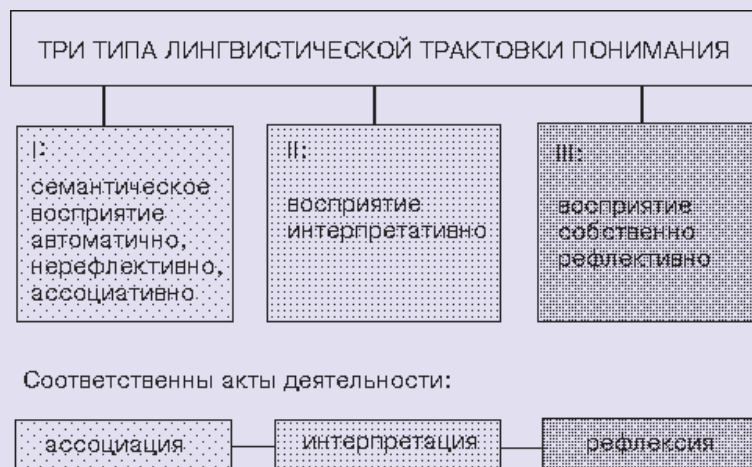 ТРИ ТИПА ЛИНГВИСТИЧЕСКОЙ ТРАКТОВКИ ПОНИМАНИЯ
I:
семантическое
восприятие
автоматично,
нерефлективно,
ассоциативно
II:
восприятие
интерпретативно
III:
восприятие
собственно
рефлективно
Соответственны акты деятельности:
ассоциация
интерпретация
рефлексия